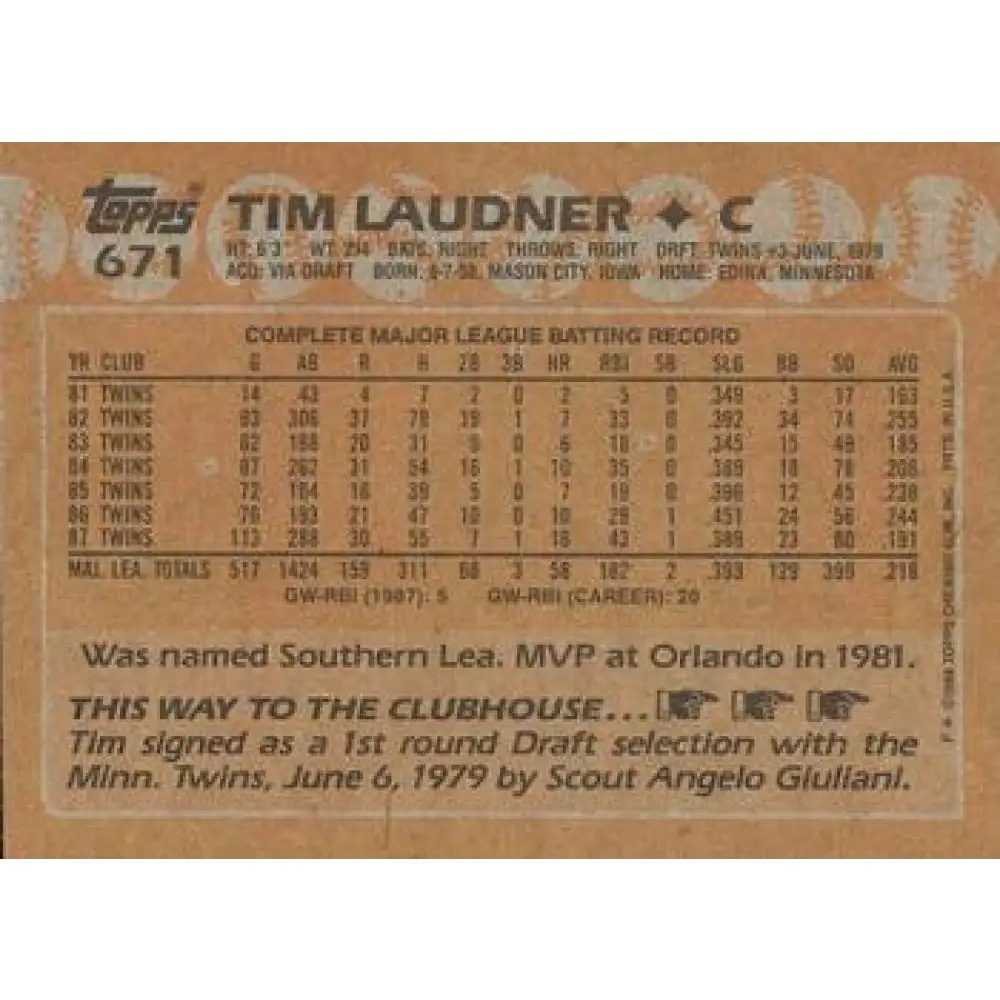 topps
671
TIM LAUDNER ✦ C
HT: 6'3" WT: 214 BATS: RIGHT THROWS: RIGHT DRFT: TWINS #3-JUNE, 1979
ACQ: VIA DRAFT BORN: 6-7-58, MASON CITY, IOWA HOME: EDINA, MINNESOTA
COMPLETE MAJOR LEAGUE BATTING RECORD
YR CLUB G AB R H 2B 3B HR RBI SB SLG BB SO AVG
81 TWINS 14 43 4 7 2 0 2 5 0 .349 3 17 .163
82 TWINS 93 306 37 78 19 1 7 33 0 .392 34 74 .255
83 TWINS 62 168 20 31 9 0 6 18 0 .345 15 49 .185
84 TWINS 87 262 31 54 16 1 10 35 0 .389 18 78 .206
85 TWINS 72 164 16 39 5 0 7 19 0 .396 12 45 .238
86 TWINS 76 193 21 47 10 0 10 29 1 .451 24 56 .244
87 TWINS 113 288 30 55 7 1 16 43 1 .389 23 80 .191
MAJ. LEA. TOTALS 517 1424 159 311 68 3 58 182 2 .393 129 399 .218
GW-RBI (1987): 5 GW-RBI (CAREER): 20
Was named Southern Lea. MVP at Orlando in 1981.
THIS WAY TO THE CLUBHOUSE...
Tim signed as a 1st round Draft selection with the
Minn. Twins, June 6, 1979 by Scout Angelo Giuliani.
F ★ ©1988 TOPPS CHEWING GUM, INC. PRTD. IN U.S.A.